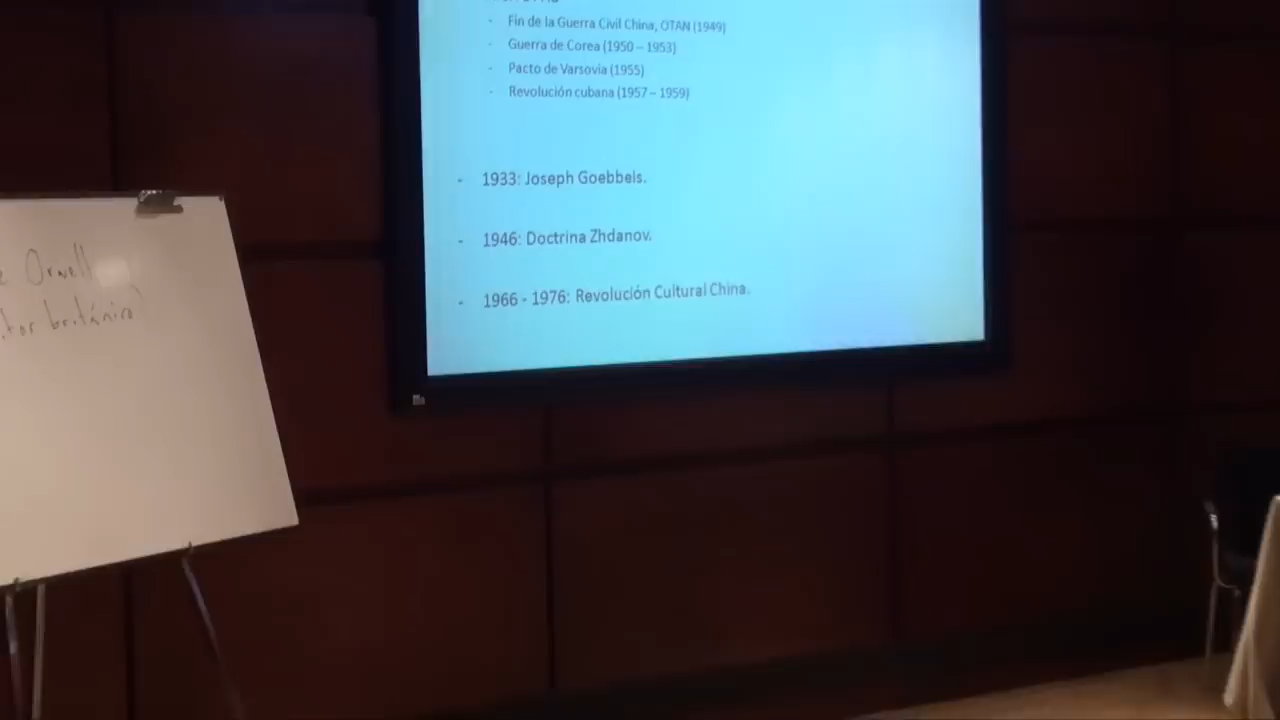 Fin de la Guerra Civil China, OTAN (1949)
- Guerra de Corea (1950 – 1953)
- Pacto de Varsovia (1955)
- Revolución cubana (1957 – 1959)
- 1933: Joseph Goebbels.
- 1946: Doctrina Zhdanov.
- 1966 - 1976: Revolución Cultural China.
Orwell
británico)